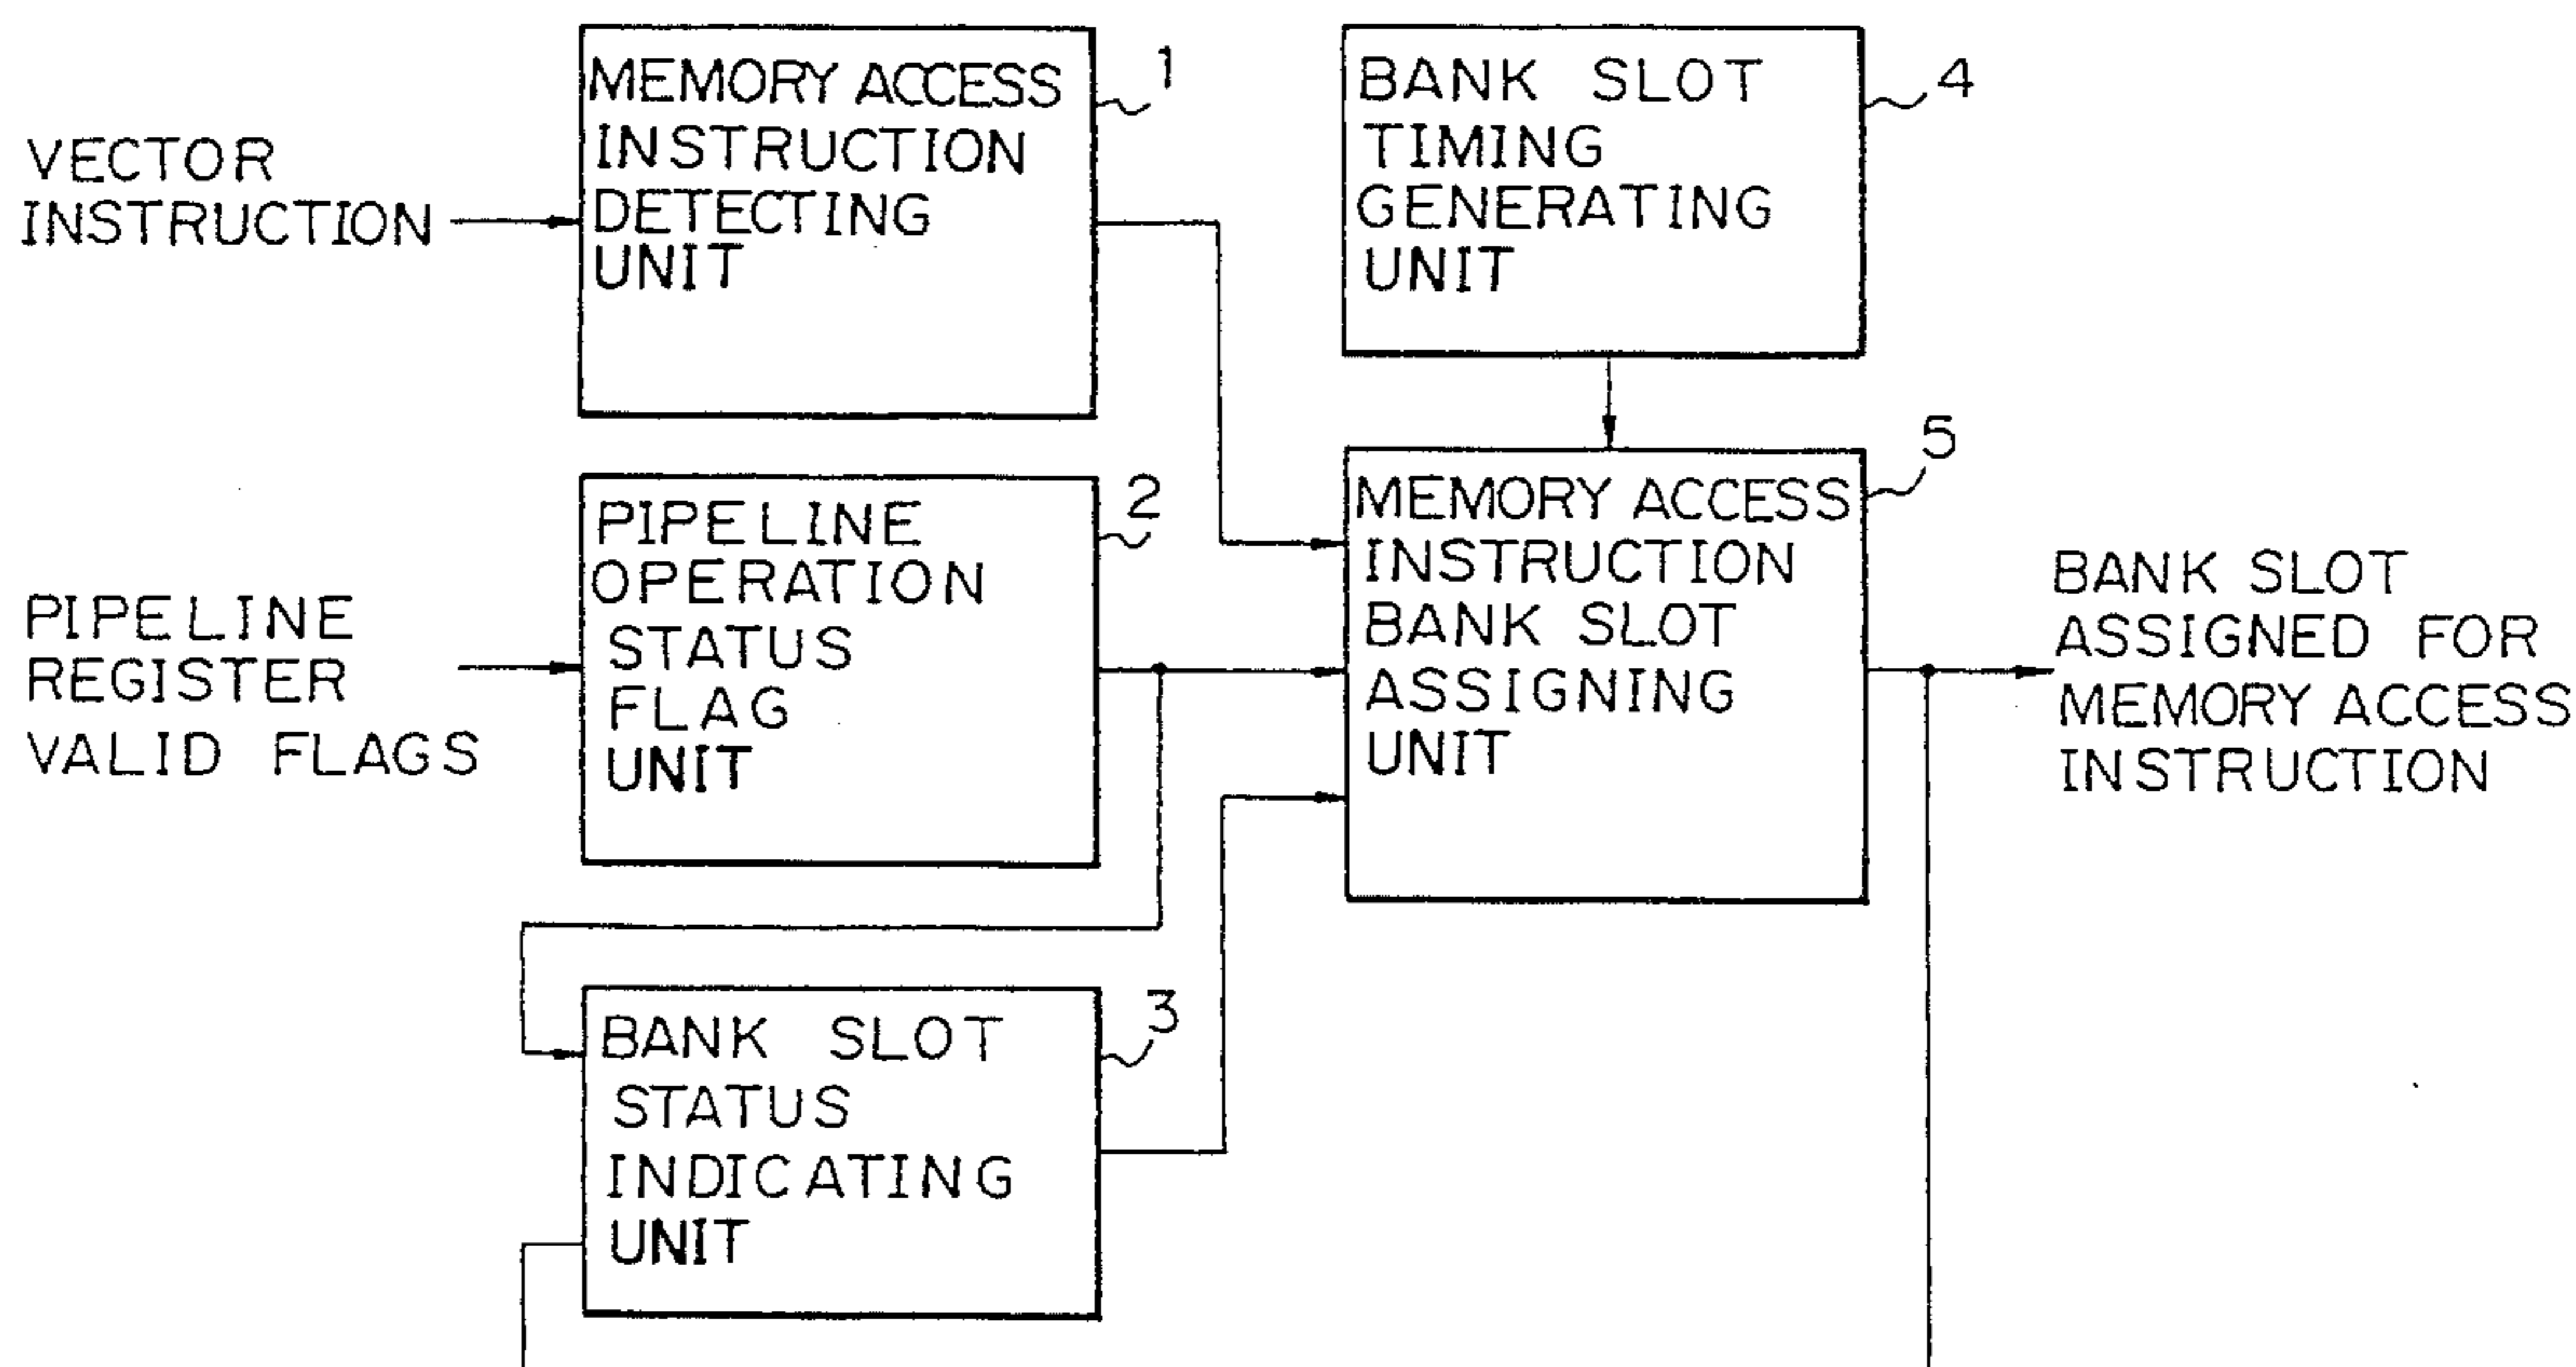 VECTOR
INSTRUCTION
MEMORY ACCESS
INSTRUCTION
DETECTING
UNIT
1
BANK SLOT
TIMING
GENERATING
UNIT
4
PIPELINE
REGISTER
VALID FLAGS
PIPELINE
OPERATION
STATUS
FLAG
UNIT
2
MEMORY ACCESS
INSTRUCTION
BANK SLOT
ASSIGNING
UNIT
5
BANK SLOT
ASSIGNED FOR
MEMORY ACCESS
INSTRUCTION
BANK SLOT
STATUS
INDICATING
UNIT
3